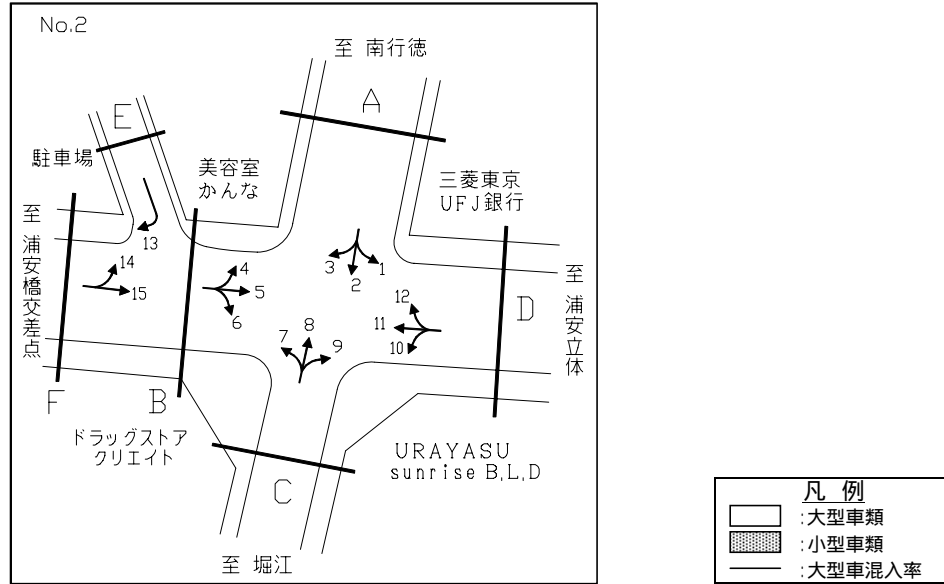 No.2
至 南行徳
A
E
駐車場
美容室
かんな
三菱東京
UFJ銀行
至 浦安橋交差点
13
14
15
4
5
6
3
2
1
12
11
10
7
8
9
D
至 浦安立体
F
B
ドラッグストア
クリエイト
URAYASU
sunrise B,L,D
C
至 堀江
凡 例
:大型車類
:小型車類
:大型車混入率